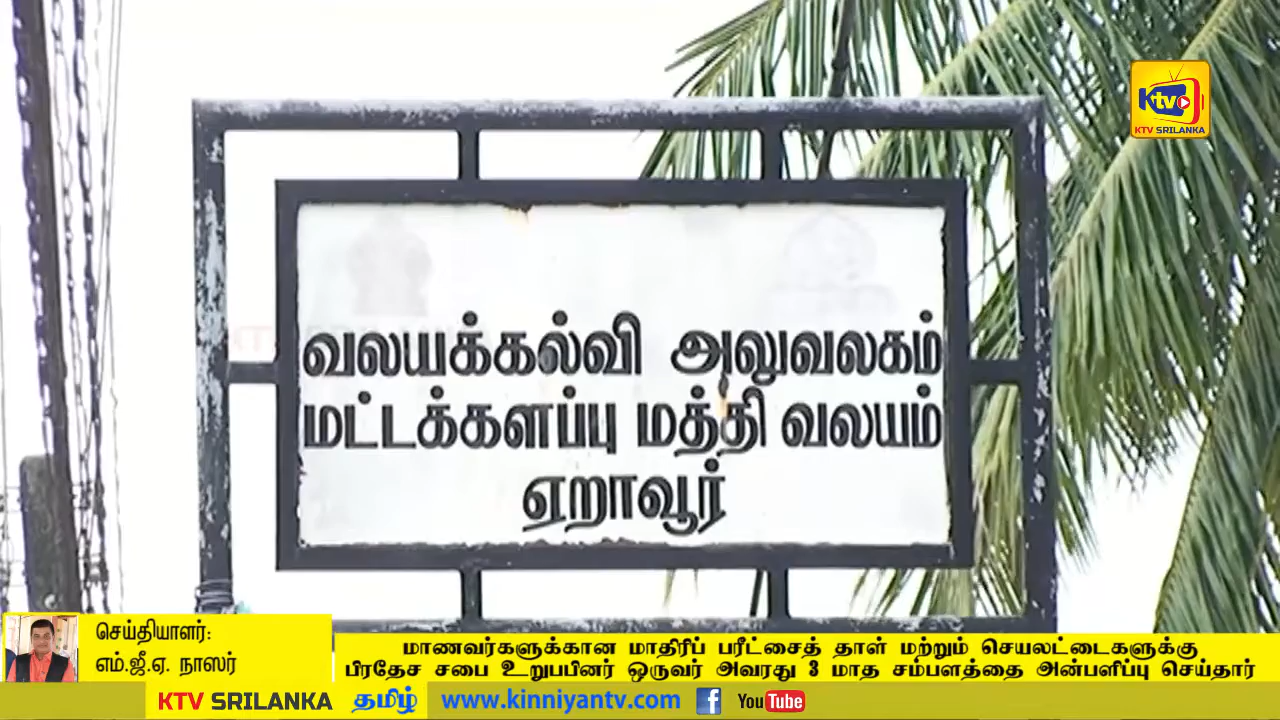 Ktv
KTV SRILANKA
வலயக்கல்வி அலுவலகம்
மட்டக்களப்பு மத்தி வலயம்
ஏறாவூர்
செய்தியாளர்:
எம்.ஜீ.ஏ. நாஸர்
மாணவர்களுக்கான மாதிரிப் பரீட்சைத் தாள் மற்றும் செயலட்டைகளுக்கு
பிரதேச சபை உறுபபினர் ஒருவர் அவரது 3 மாத சம்பளத்தை அன்பளிப்பு செய்தார்
KTV SRILANKA தமிழ் www.kinniyantv.com f YouTube